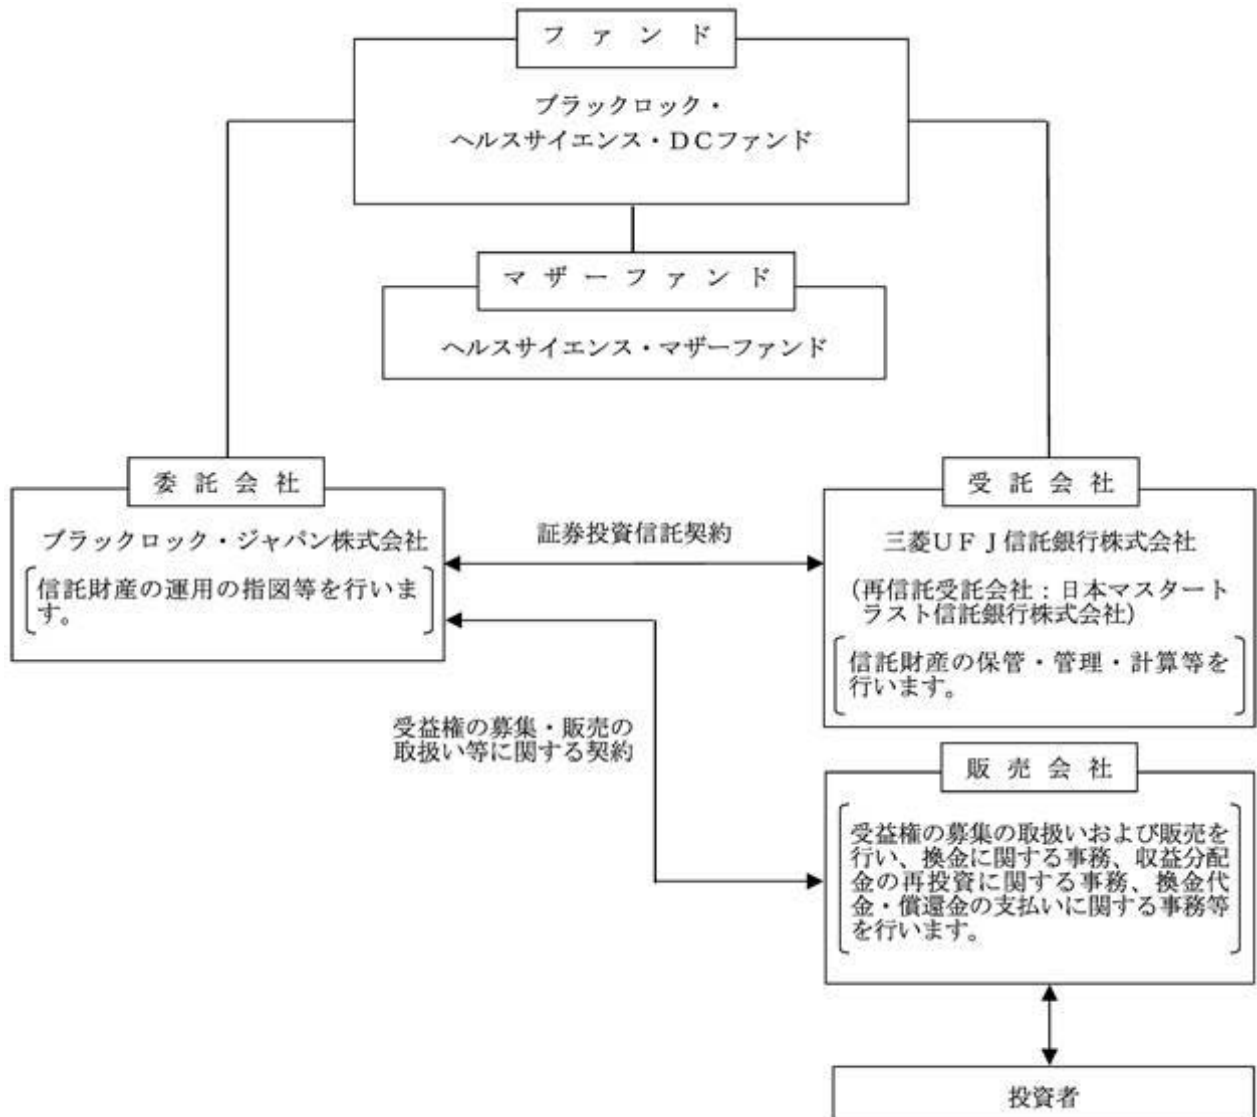 ファンド
ブラックロック・
ヘルスサイエンス・DCファンド
マザーファンド
ヘルスサイエンス・マザーファンド
委託会社
ブラックロック・ジャパン株式会社
信託財産の運用の指図等を行いま
す。
証券投資信託契約
受託会社
三菱UFJ信託銀行株式会社
(再信託受託会社:日本マスタート
ラスト信託銀行株式会社)
信託財産の保管・管理・計算等を
行います。
受益権の募集・販売の
取扱い等に関する契約
販売会社
受益権の募集の取扱いおよび販売を
行い、換金に関する事務、収益分配
金の再投資に関する事務、換金代
金・償還金の支払いに関する事務等
を行います。
投資者